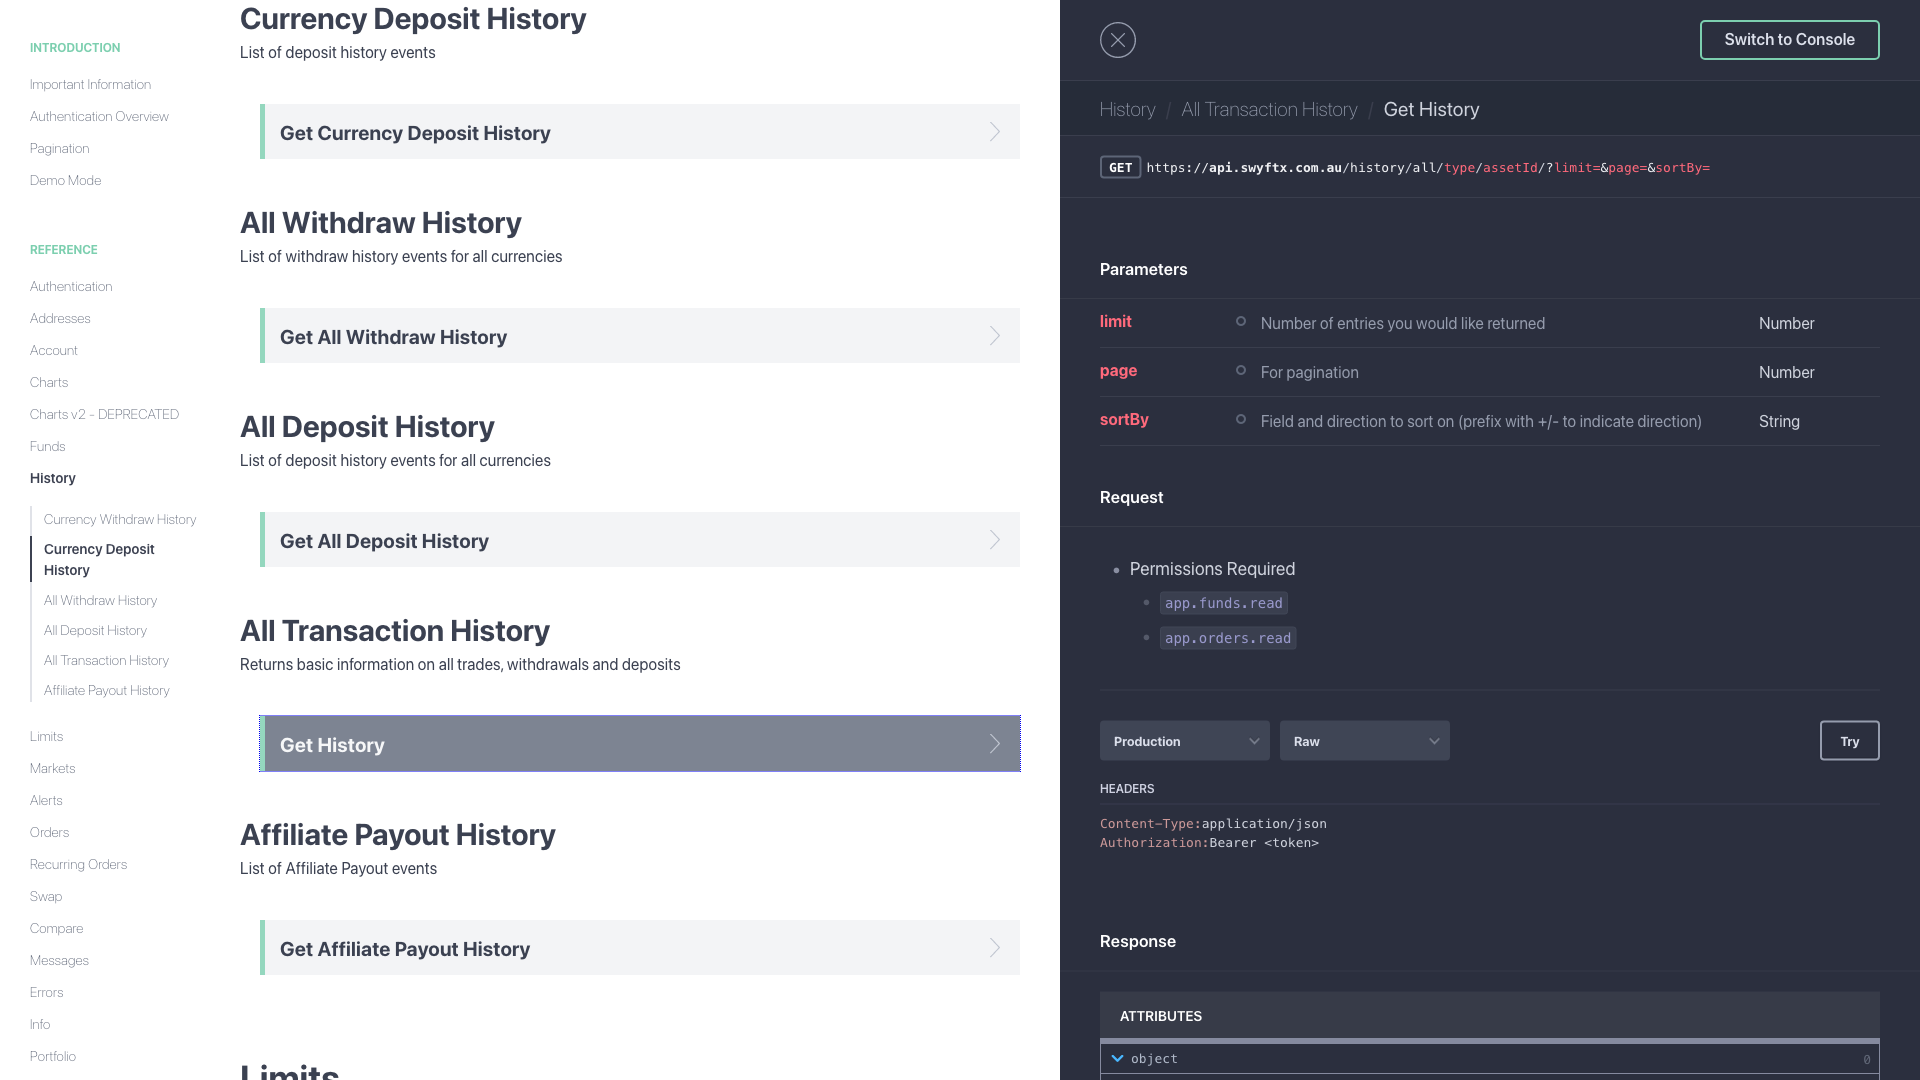 INTRODUCTION
Important Information
Authentication Overview
Pagination
Demo Mode
REFERENCE
Authentication
Addresses
Account
Charts
Charts v2 - DEPRECATED
Funds
History
Currency Withdraw History
Currency Deposit
History
All Withdraw History
All Deposit History
All Transaction History
Affiliate Payout History
Limits
Markets
Alerts
Orders
Recurring Orders
Swap
Compare
Messages
Errors
Info
Portfolio
Currency Deposit History
List of deposit history events
Get Currency Deposit History
All Withdraw History
List of withdraw history events for all currencies
Get All Withdraw History
All Deposit History
List of deposit history events for all currencies
Get All Deposit History
All Transaction History
Returns basic information on all trades, withdrawals and deposits
Get History
Affiliate Payout History
List of Affiliate Payout events
Get Affiliate Payout History
Limits
Switch to Console
History / All Transaction History / Get History
GET https://api.swyftx.com.au/history/all/type/assetId/?limit=&page=&sortBy=
Parameters
limit Number of entries you would like returned Number
page For pagination Number
sortBy Field and direction to sort on (prefix with +/- to indicate direction) String
Request
Permissions Required
app.funds.read
app.orders.read
Production Raw Try
HEADERS
Content-Type:application/json
Authorization:Bearer <token>
Response
ATTRIBUTES
object 0